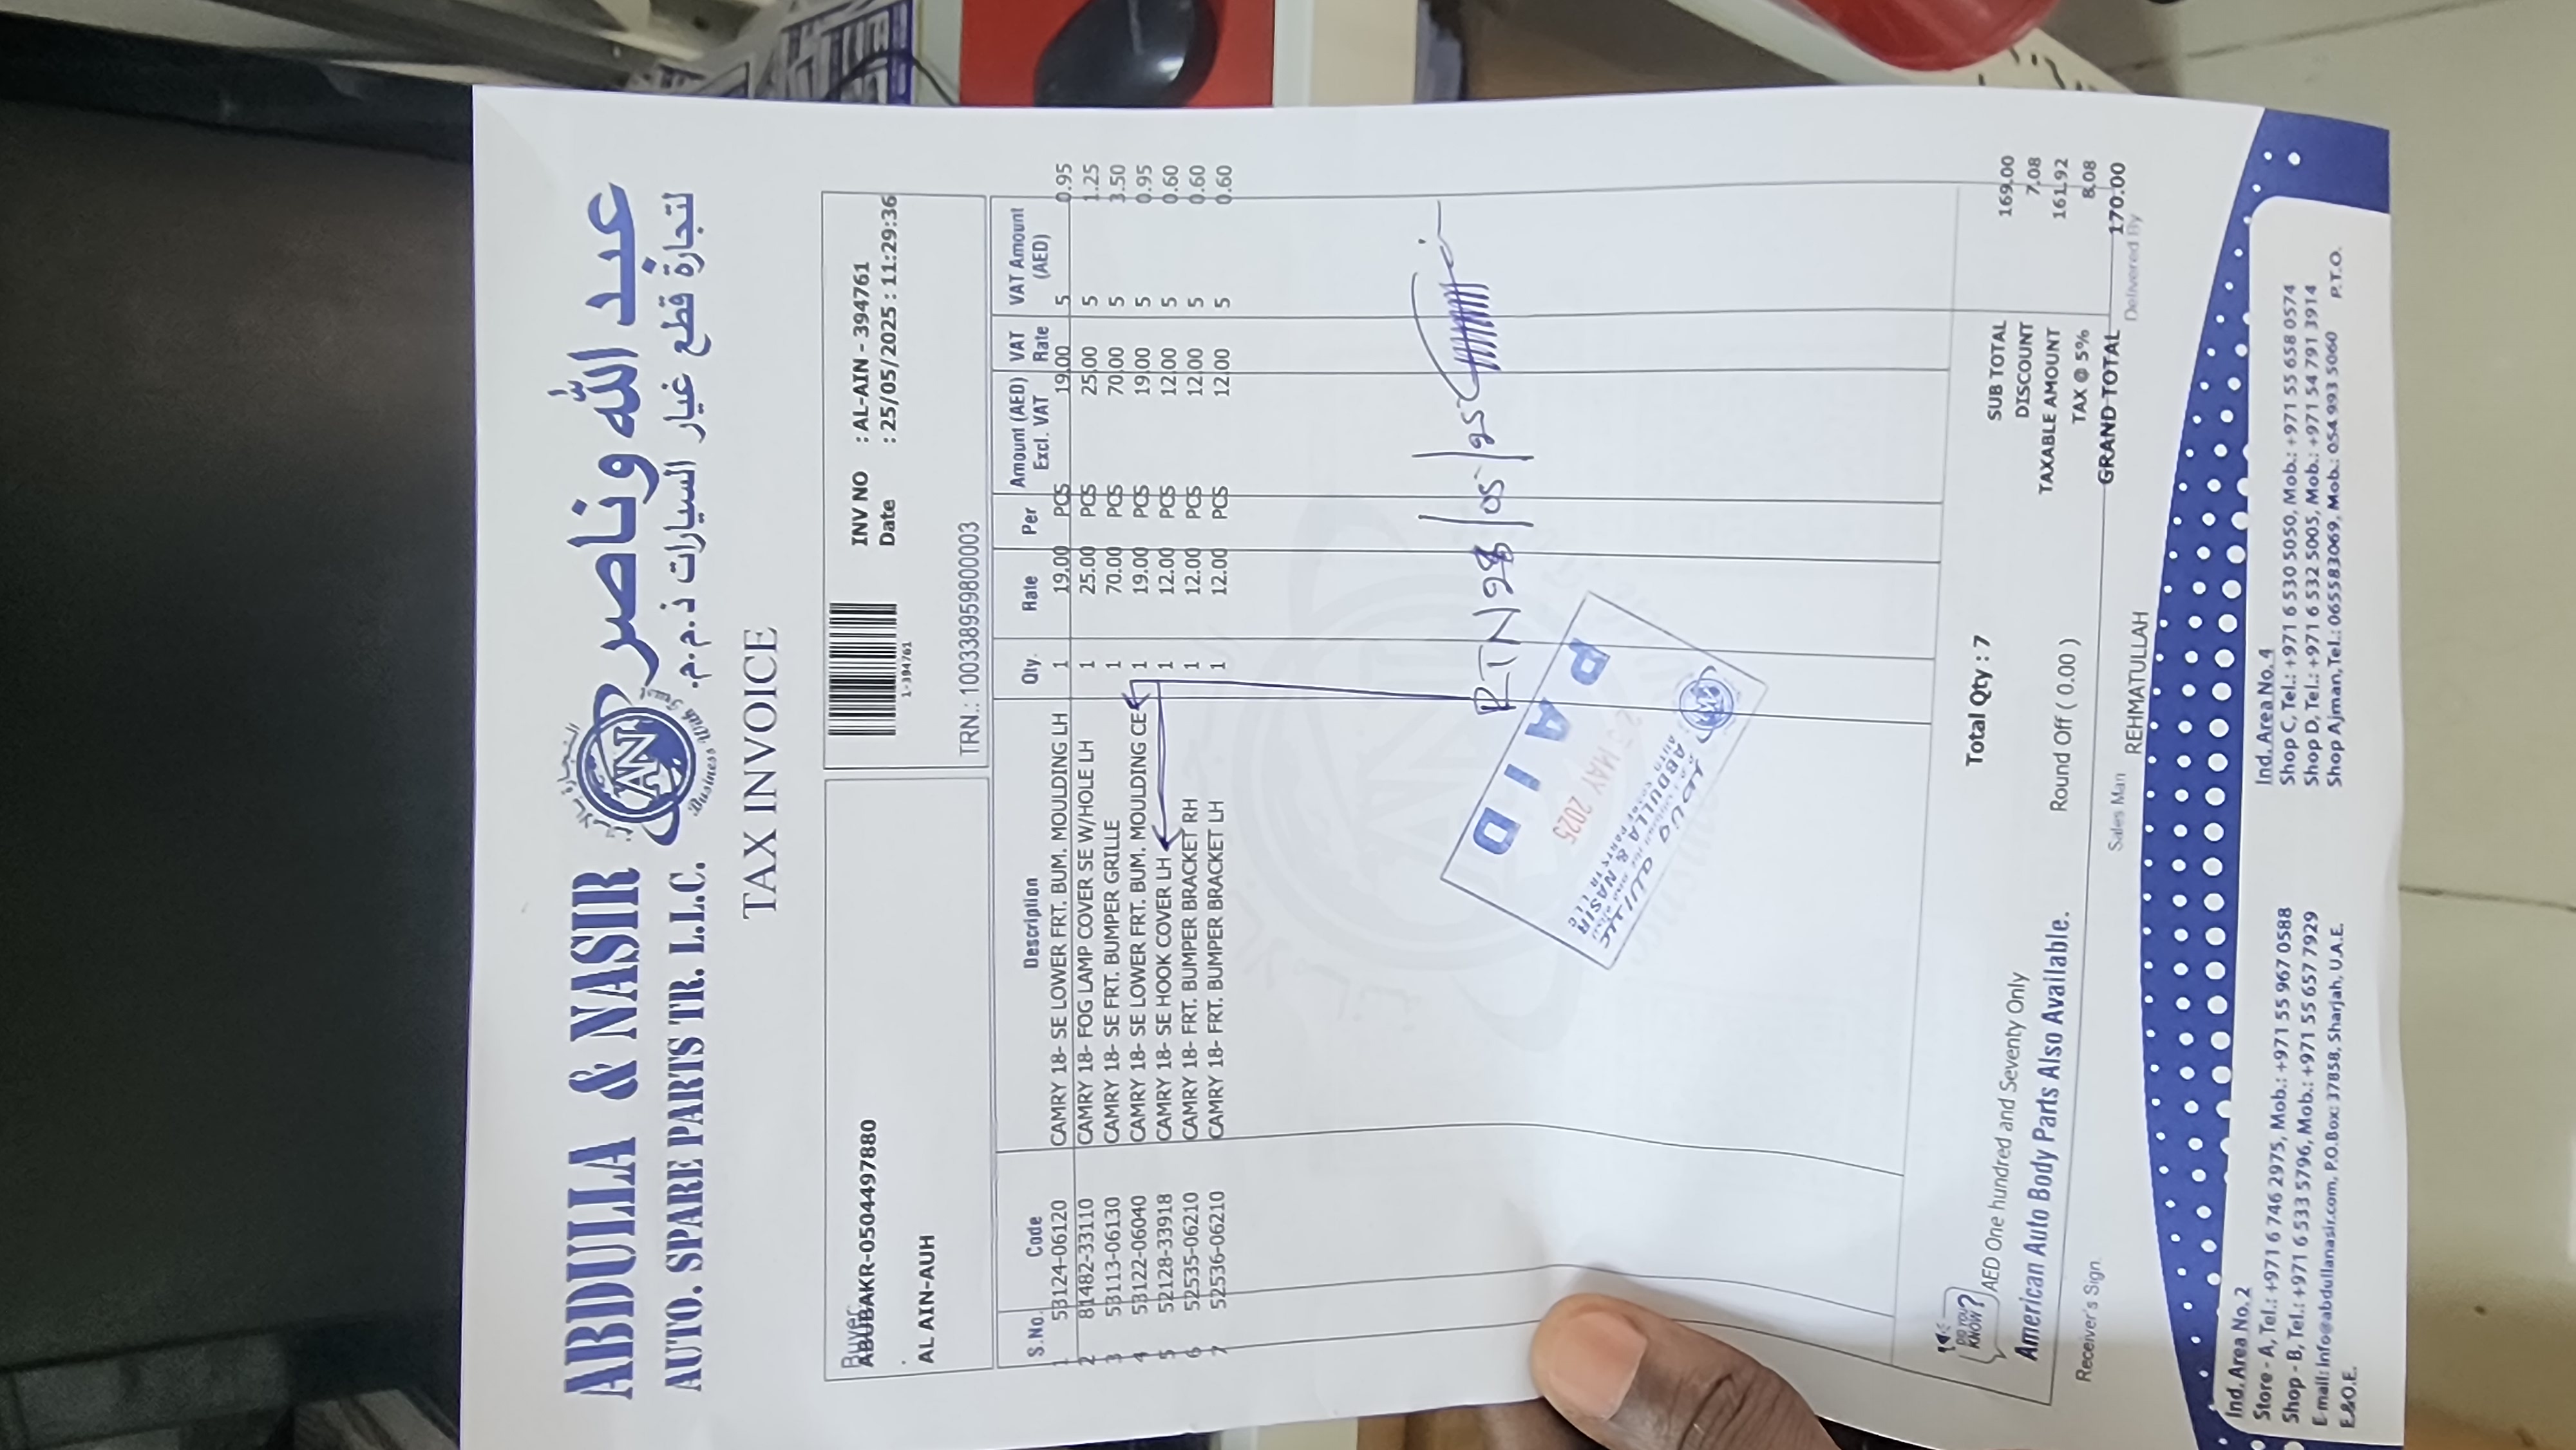 ABDULLA & NASIR
AUTO. SPARE PARTS TR. L.L.C.
عبد الله وناصر
لتجارة قطع غيار السيارات ذ.م.م.
AN
Business With Trust
TAX INVOICE
Buyer
ABUBAKR-0504497880
AL AIN-AUH
1-394761
INV NO : AL-AIN - 394761
Date : 25/05/2025 : 11:29:36
TRN.: 100338959800003
S.No. Code Description Qty. Rate Per Amount (AED) Excl. VAT VAT Rate VAT Amount (AED)
1 53124-06120 CAMRY 18- SE LOWER FRT. BUM. MOULDING LH 1 19.00 PCS 19.00 5 0.95
2 81482-33110 CAMRY 18- FOG LAMP COVER SE W/HOLE LH 1 25.00 PCS 25.00 5 1.25
3 53113-06130 CAMRY 18- SE FRT. BUMPER GRILLE 1 70.00 PCS 70.00 5 3.50
4 53122-06040 CAMRY 18- SE LOWER FRT. BUM. MOULDING CE 1 19.00 PCS 19.00 5 0.95
5 52128-33918 CAMRY 18- SE HOOK COVER LH 1 12.00 PCS 12.00 5 0.60
6 52535-06210 CAMRY 18- FRT. BUMPER BRACKET RH 1 12.00 PCS 12.00 5 0.60
7 52536-06210 CAMRY 18- FRT. BUMPER BRACKET LH 1 12.00 PCS 12.00 5 0.60
RTN 28/05/25
PAID
MAY 2025
ABDULLA & NASIR
Total Qty : 7
SUB TOTAL 169.00
DISCOUNT 7.08
TAXABLE AMOUNT 161.92
TAX @ 5% 8.08
Round Off ( 0.00 )
GRAND TOTAL 170.00
DO YOU KNOW?
AED One hundred and Seventy Only
American Auto Body Parts Also Available.
Receiver's Sign.
Sales Man
REHMATULLAH
Delivered By
Ind. Area No. 2
Store - A, Tel.: +971 6 746 2975, Mob.: +971 55 967 0588
Shop - B, Tel.: +971 6 533 5796, Mob.: +971 55 657 7929
E-mail: info@abdullanasir.com, P.O.Box: 37858, Sharjah, U.A.E.
E.&.O.E.
Ind. Area No. 4
Shop C, Tel.: +971 6 530 5050, Mob.: +971 55 658 0574
Shop D, Tel.: +971 6 532 5005, Mob.: +971 54 791 3914
Shop Ajman, Tel.: 065583069, Mob.: 054 993 5060
P.T.O.